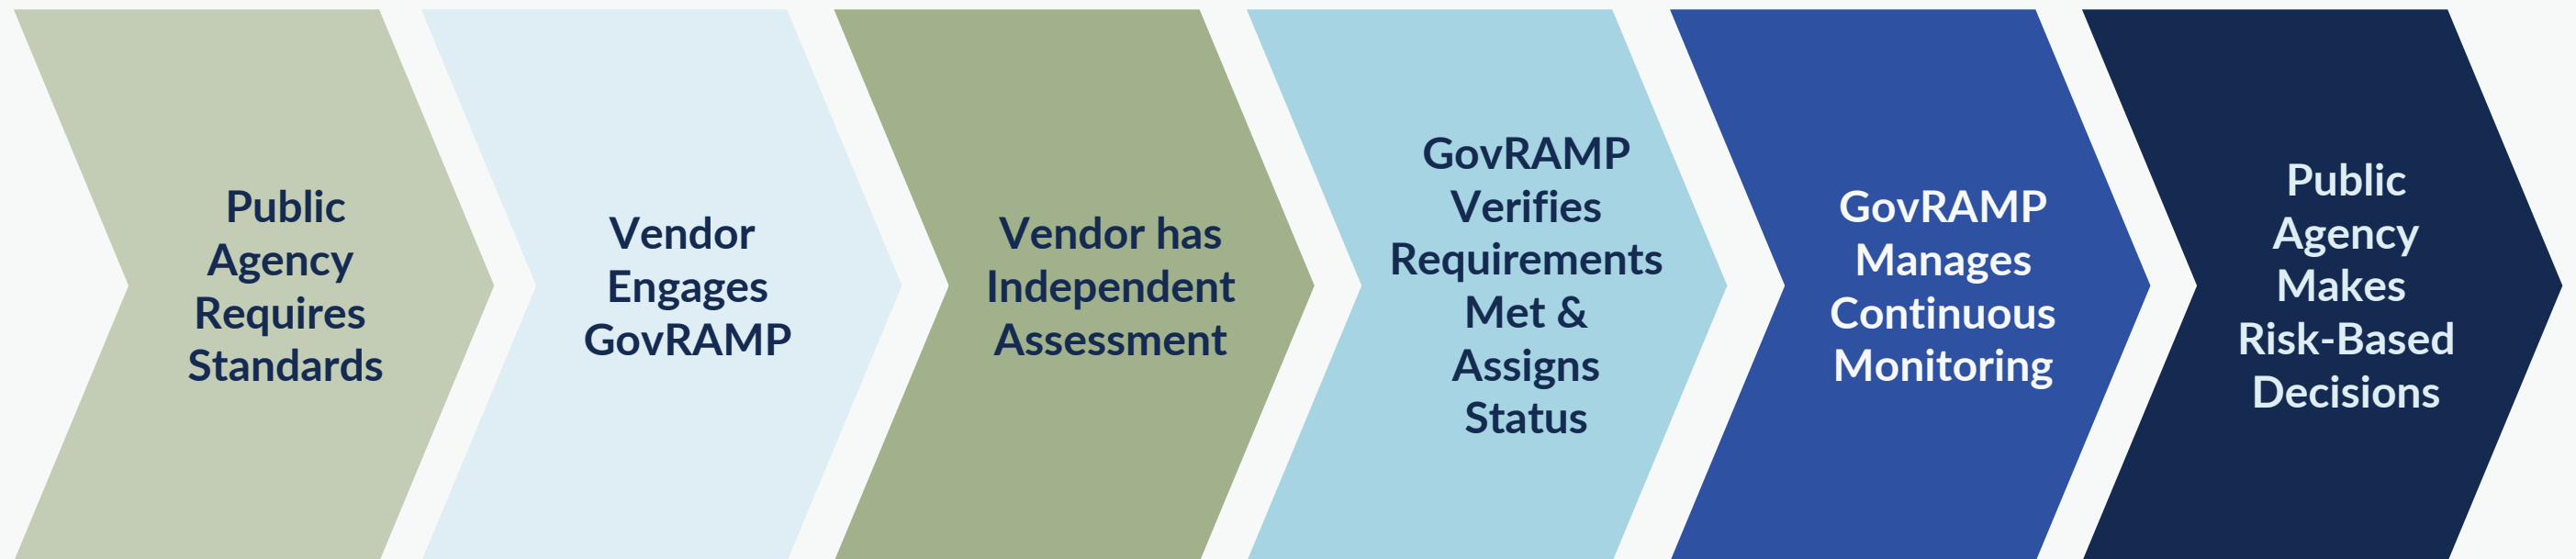 Public
Agency
Requires
Standards
Vendor
Engages
GovRAMP
Vendor has
Independent
Assessment
GovRAMP
Verifies
Requirements
Met &
Assigns
Status
GovRAMP
Manages
Continuous
Monitoring
Public
Agency
Makes
Risk-Based
Decisions